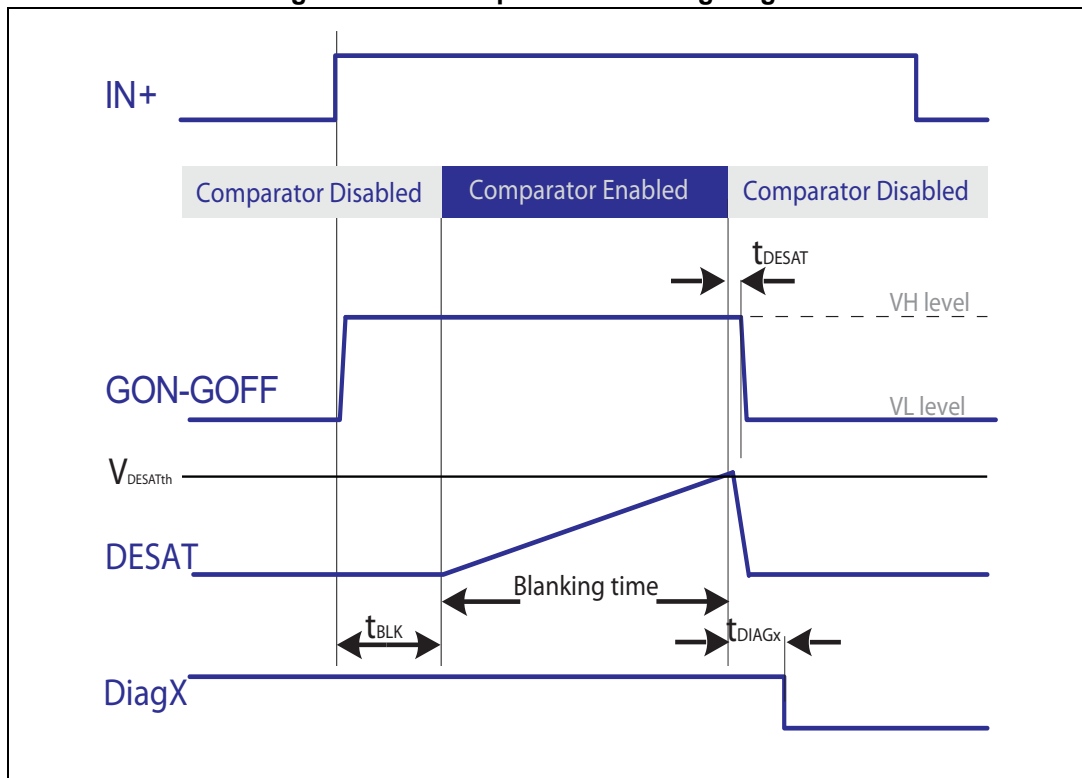 IN+
Comparator Disabled
Comparator Enabled
Comparator Disabled
tDESAT
VH level
GON-GOFF
VL level
VDESATth
DESAT
Blanking time
tBLK
tDIAGx
DiagX